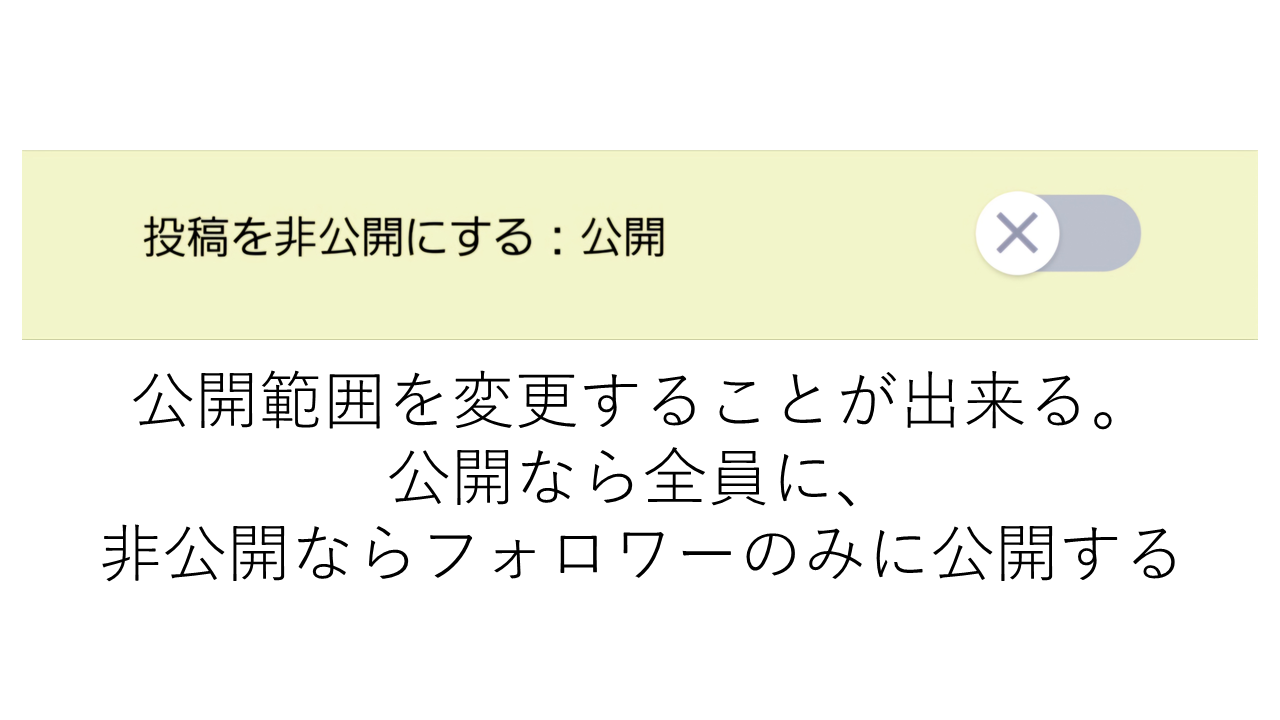 投稿を非公開にする：公開
公開範囲を変更することが出来る。
公開なら全員に、
非公開ならフォロワーのみに公開する